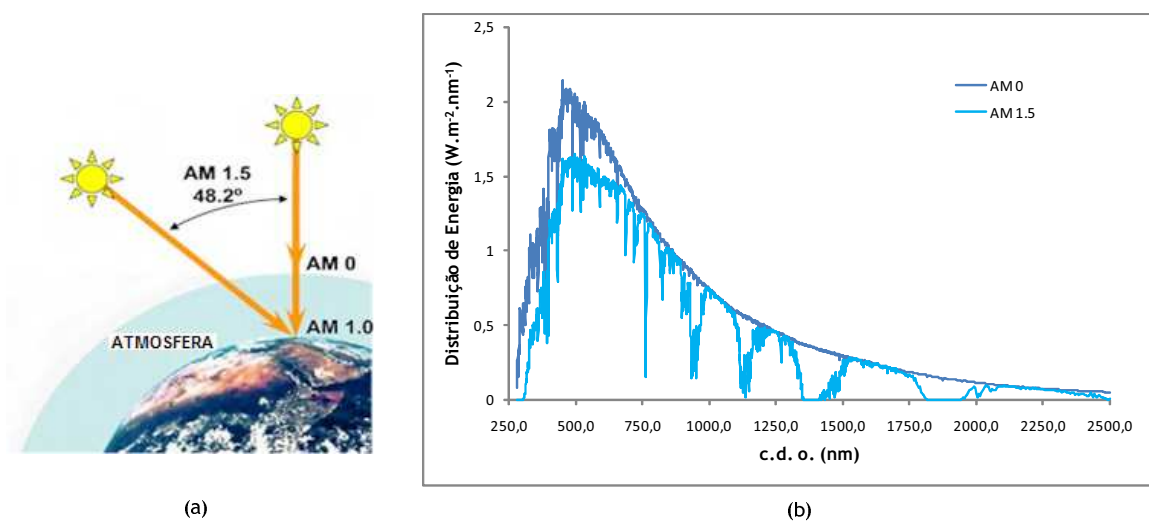 AM 1.5
48.2º
AM 0
AM 1.0
ATMOSFERA
(a)
Distribuição de Energia (W.m-2.nm-1)
2,5
2
1,5
1
0,5
0
250,0 500,0 750,0 1000,0 1250,0 1500,0 1750,0 2000,0 2250,0 2500,0
c.d. o. (nm)
AM 0
AM 1.5
(b)